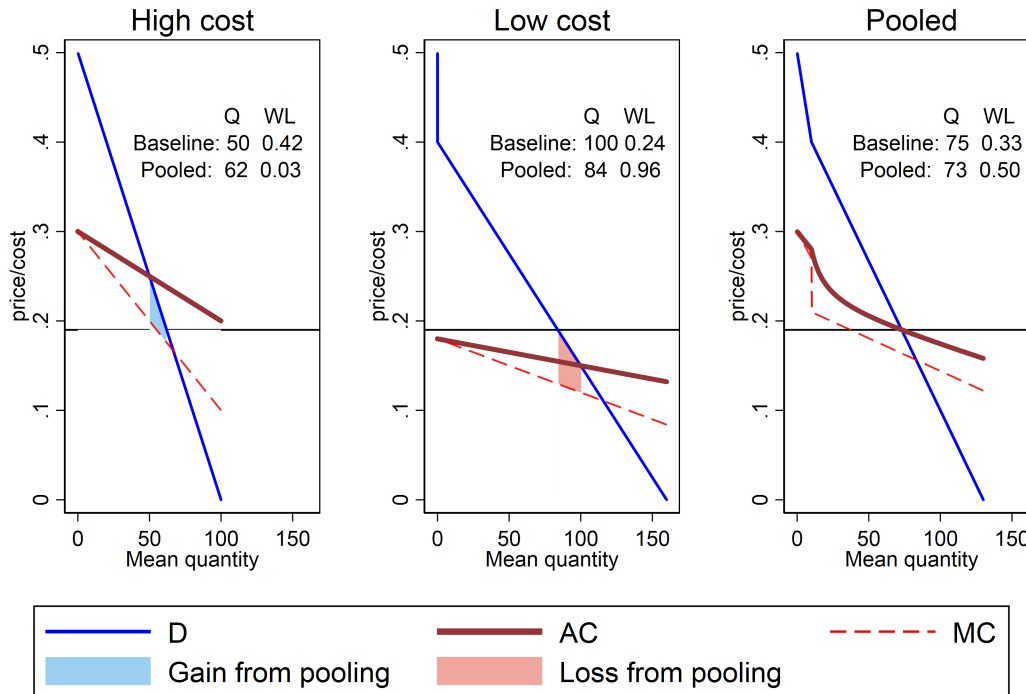 High cost
Low cost
Pooled
price/cost
.5
.4
.3
.2
.1
0
Q WL
Baseline: 50 0.42
Pooled: 62 0.03
0 50 100 150
Mean quantity
price/cost
.5
.4
.3
.2
.1
0
Q WL
Baseline: 100 0.24
Pooled: 84 0.96
0 50 100 150
Mean quantity
price/cost
.5
.4
.3
.2
.1
0
Q WL
Baseline: 75 0.33
Pooled: 73 0.50
0 50 100 150
Mean quantity
D AC MC
Gain from pooling Loss from pooling